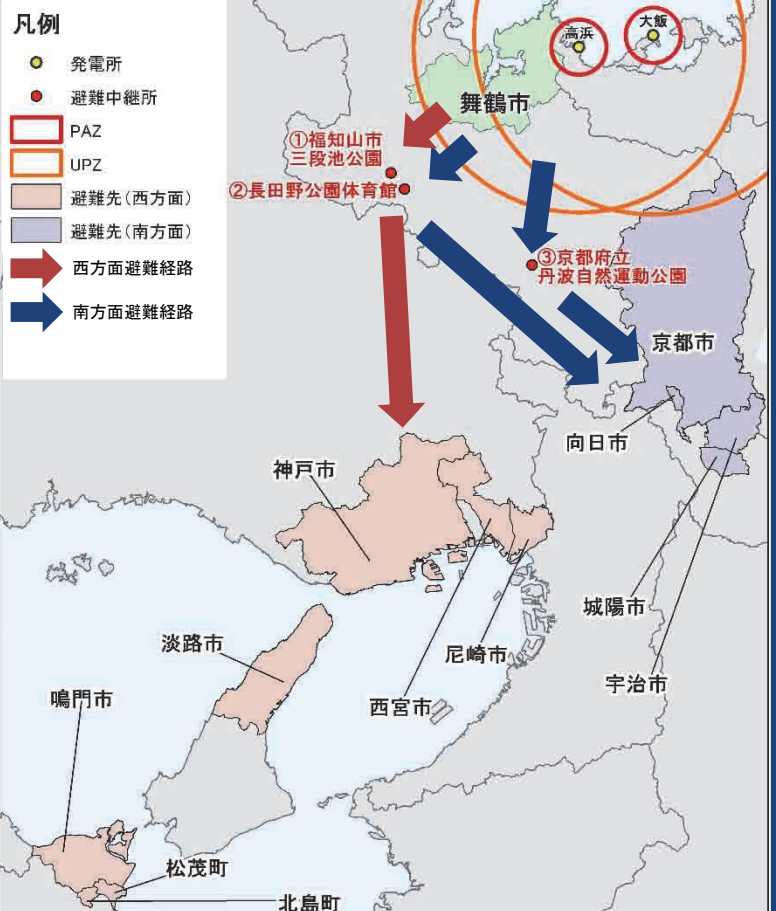 凡例
発電所
避難中継所
PAZ
UPZ
避難先(西方面)
避難先(南方面)
西方面避難経路
南方面避難経路
高浜
大飯
舞鶴市
①福知山市
三段池公園
②長田野公園体育館
③京都府立
丹波自然運動公園
京都市
向日市
神戸市
城陽市
淡路市
尼崎市
宇治市
鳴門市
西宮市
松茂町
北島町